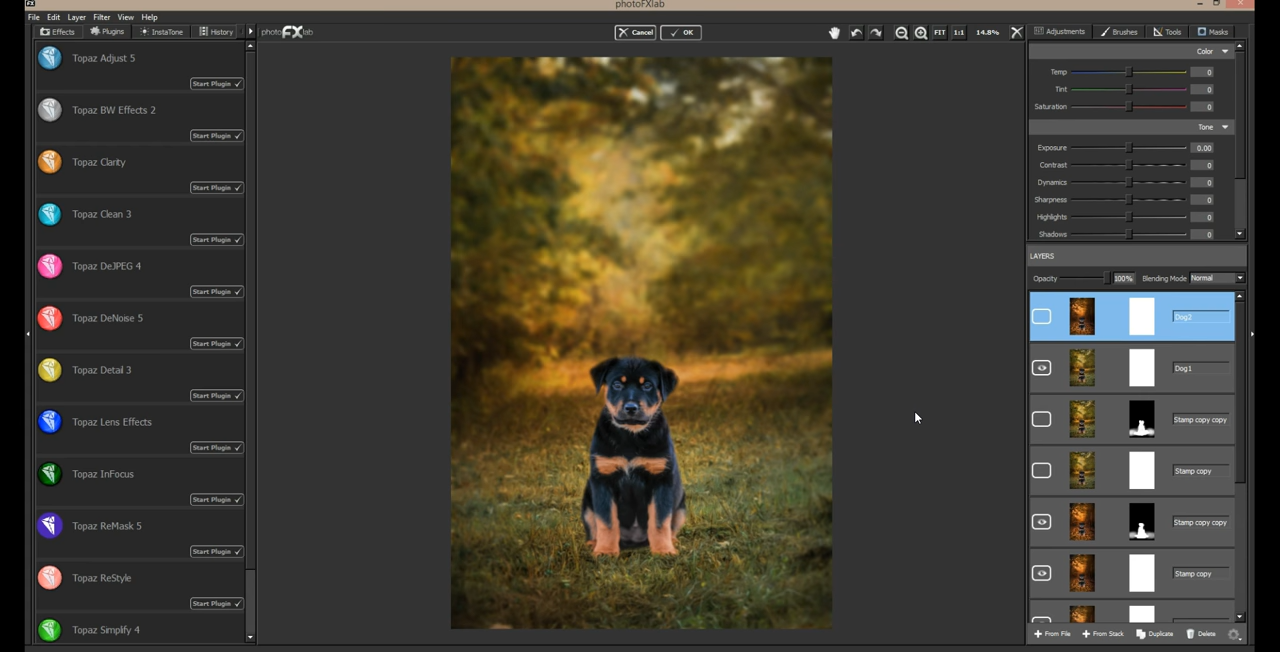 FX
photoFXlab
File Edit Layer Filter View Help
Effects Plugins InstaTone History
photoFXlab
Cancel OK
FIT 1:1 14.8%
Adjustments Brushes Tools Masks
Topaz Adjust 5
Start Plugin
Topaz BW Effects 2
Start Plugin
Topaz Clarity
Start Plugin
Topaz Clean 3
Start Plugin
Topaz DeJPEG 4
Start Plugin
Topaz DeNoise 5
Start Plugin
Topaz Detail 3
Start Plugin
Topaz Lens Effects
Start Plugin
Topaz InFocus
Start Plugin
Topaz ReMask 5
Start Plugin
Topaz ReStyle
Start Plugin
Topaz Simplify 4
Color
Temp 0
Tint 0
Saturation 0
Tone
Exposure 0.00
Contrast 0
Dynamics 0
Sharpness 0
Highlights 0
Shadows 0
LAYERS
Opacity 100% Blending Mode Normal
Dog2
Dog1
Stamp copy copy
Stamp copy
Stamp copy copy
Stamp copy
From File From Stack Duplicate Delete